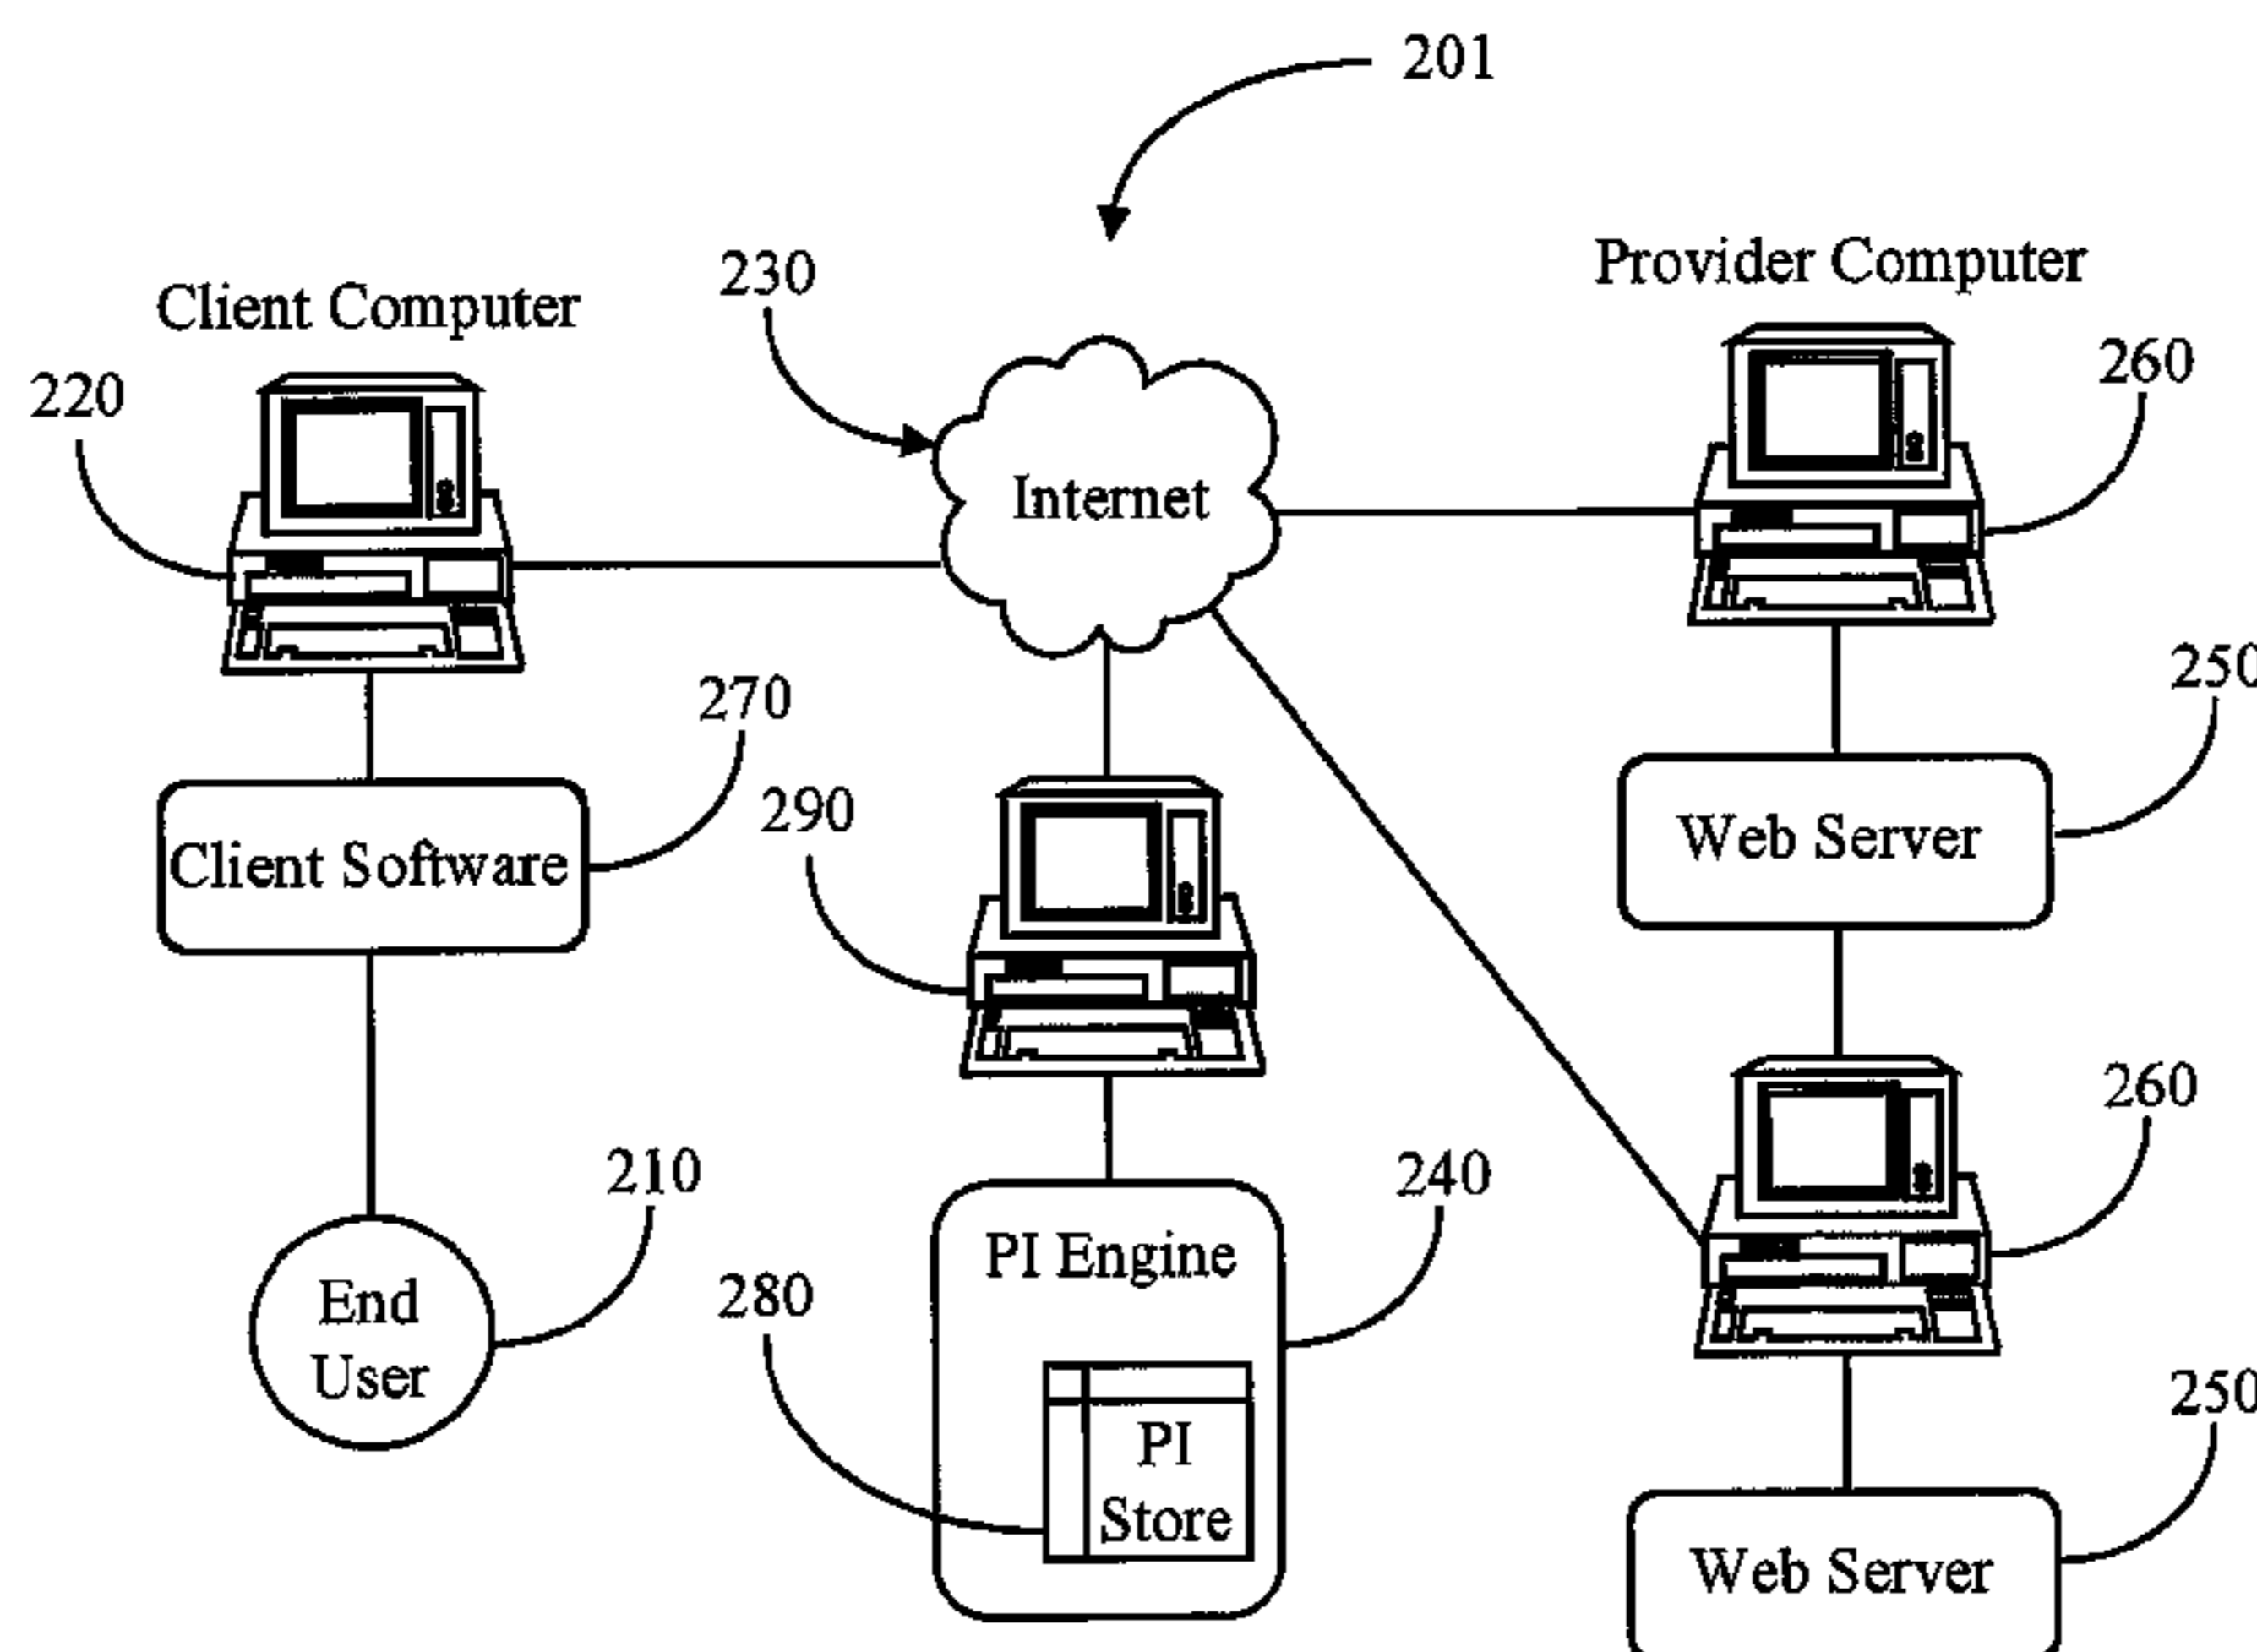 201
230
Provider Computer
Client Computer
220
260
Internet
270
250
290
Client Software
Web Server
260
210
240
PI Engine
280
End
User
250
PI
Store
Web Server